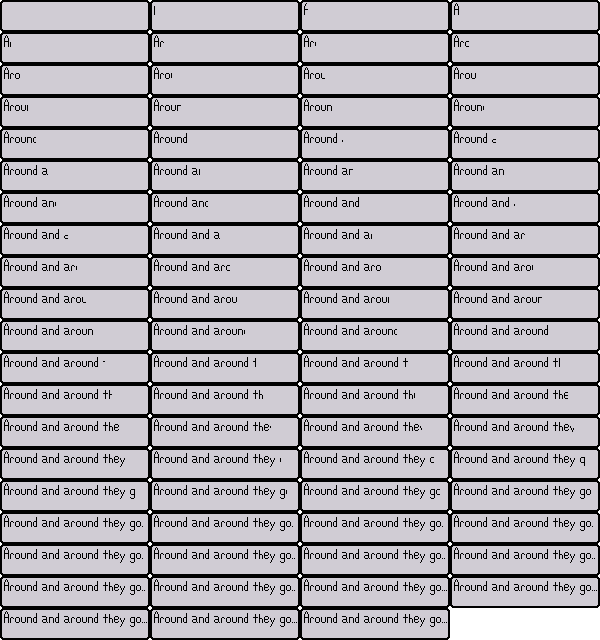 A
A
Ar
Ar
Arc
Aro
Aro
Arou
Arou
Arou
Arour
Aroun
Aroun
Around
Around
Around
Around c
Around a
Around a
Around ar
Around an
Around an
Around anc
Around and
Around and
Around and c
Around and a
Around and a
Around and ar
Around and ar
Around and arc
Around and aro
Around and aro
Around and arou
Around and arou
Around and arou
Around and arour
Around and aroun
Around and aroun
Around and arounc
Around and around
Around and around
Around and around t
Around and around t
Around and around t
Around and around th
Around and around th
Around and around th
Around and around the
Around and around the
Around and around the
Around and around they
Around and around they
Around and around they
Around and around they
Around and around they c
Around and around they q
Around and around they g
Around and around they g
Around and around they gc
Around and around they go
Around and around they go.
Around and around they go.
Around and around they go.
Around and around they go.
Around and around they go..
Around and around they go..
Around and around they go..
Around and around they go..
Around and around they go..
Around and around they go...
Around and around they go...
Around and around they go...
Around and around they go...
Around and around they go...
Around and around they go...